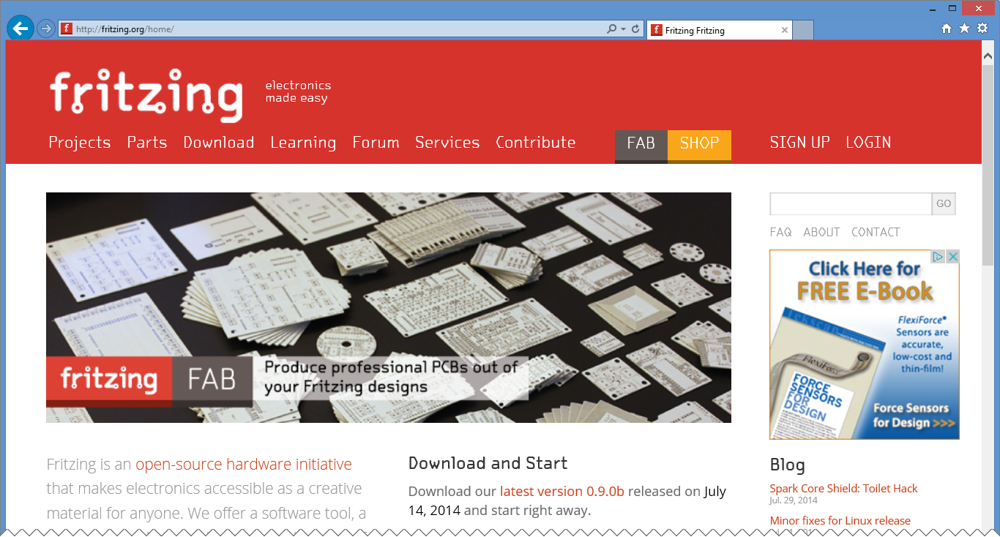 http://fritzing.org/home/
Fritzing Fritzing
fritzing
electronics
made easy
Projects Parts Download Learning Forum Services Contribute FAB SHOP SIGN UP LOGIN
GO
FAQ ABOUT CONTACT
Click Here for
FREE E-Book
FlexiForce®
Sensors are
accurate,
low-cost and
thin-film!
Tekscan
FlexiForce
FORCE
SENSORS
FOR
DESIGN
Force Sensors
for Design >>>
fritzing FAB
Produce professional PCBs out of
your Fritzing designs
Fritzing is an open-source hardware initiative
that makes electronics accessible as a creative
material for anyone. We offer a software tool, a
Download and Start
Download our latest version 0.9.0b released on July
14, 2014 and start right away.
Blog
Spark Core Shield: Toilet Hack
Jul. 29, 2014
Minor fixes for Linux release